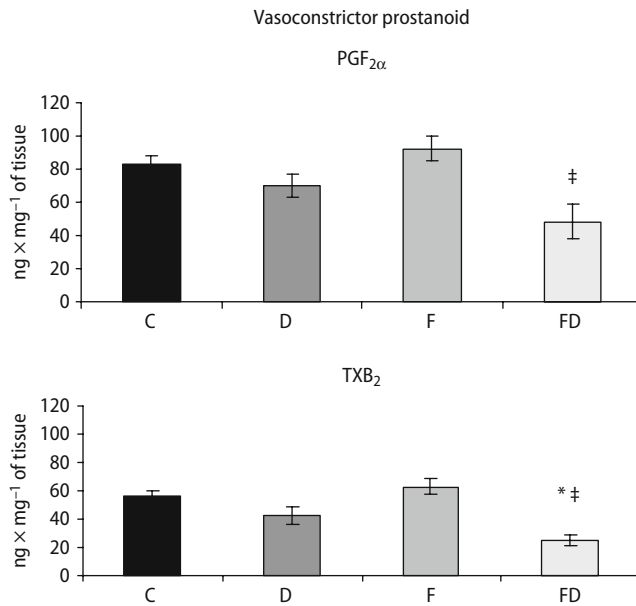 Vasoconstrictor prostanoid
PGF₂α
ng × mg⁻¹ of tissue
120
100
80
60
40
20
0
‡
C D F FD
TXB₂
ng × mg⁻¹ of tissue
120
100
80
60
40
20
0
* ‡
C D F FD